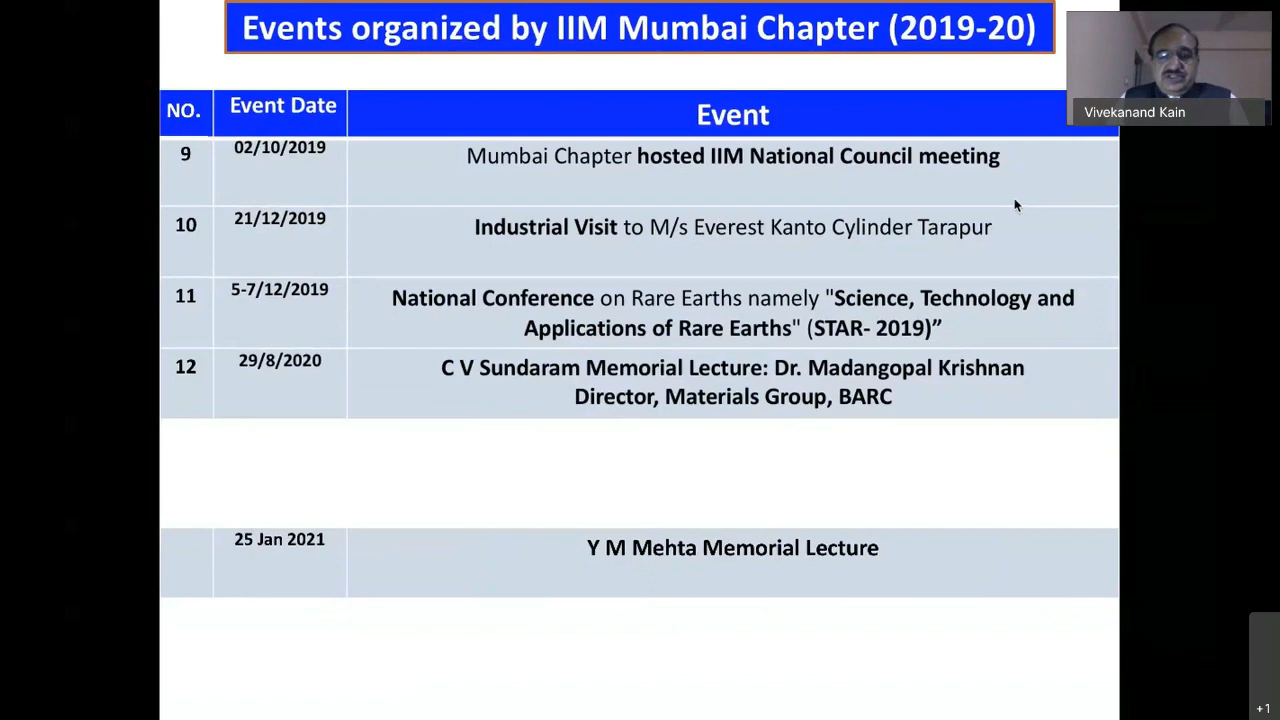 Events organized by IIM Mumbai Chapter (2019-20)
Vivekanand Kain
NO.
Event Date
Event
9
02/10/2019
Mumbai Chapter hosted IIM National Council meeting
10
21/12/2019
Industrial Visit to M/s Everest Kanto Cylinder Tarapur
11
5-7/12/2019
National Conference on Rare Earths namely "Science, Technology and
Applications of Rare Earths" (STAR- 2019)”
12
29/8/2020
C V Sundaram Memorial Lecture: Dr. Madangopal Krishnan
Director, Materials Group, BARC
25 Jan 2021
Y M Mehta Memorial Lecture
+1